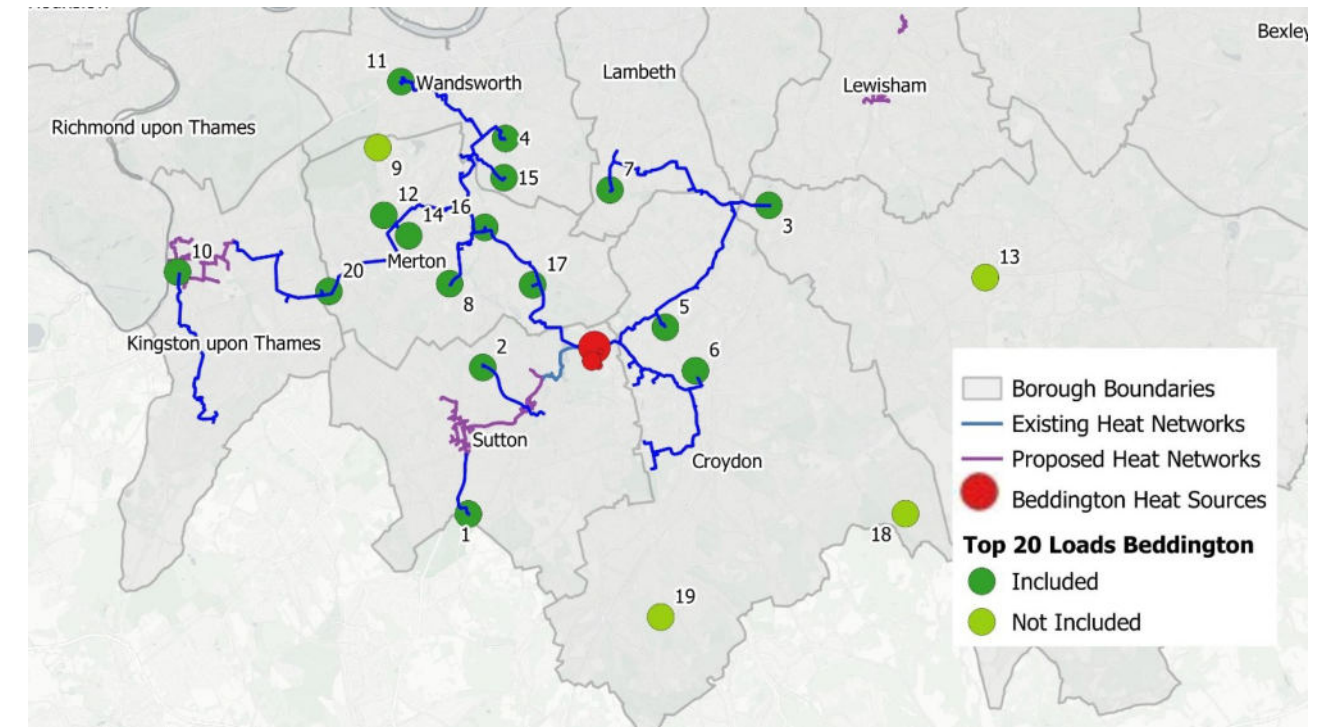 Bexley
11
Wandsworth
Lambeth
Lewisham
Richmond upon Thames
4
9
15
7
12
14
16
3
10
Merton
20
17
13
8
Kingston upon Thames
5
2
6
Sutton
Croydon
1
18
19
Borough Boundaries
Existing Heat Networks
Proposed Heat Networks
Beddington Heat Sources
Top 20 Loads Beddington
Included
Not Included